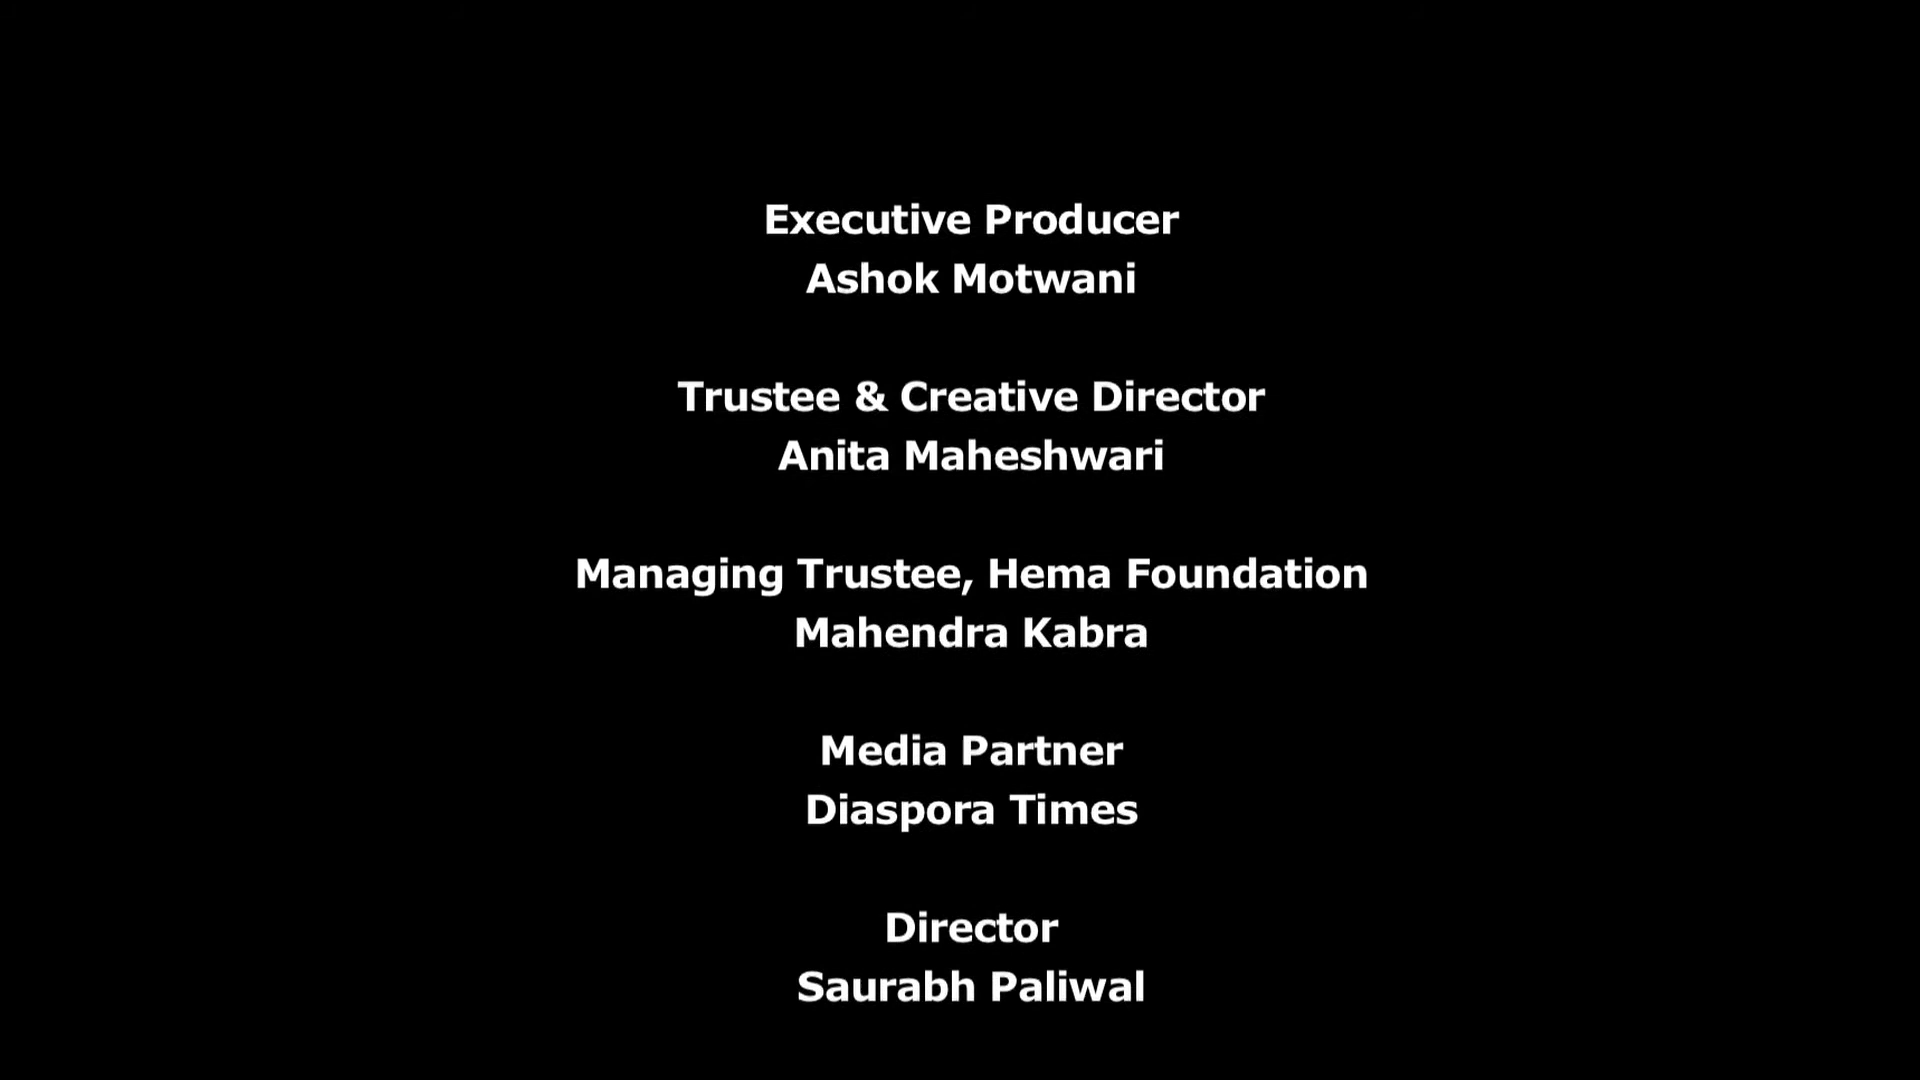 Executive Producer
Ashok Motwani
Trustee & Creative Director
Anita Maheshwari
Managing Trustee, Hema Foundation
Mahendra Kabra
Media Partner
Diaspora Times
Director
Saurabh Paliwal